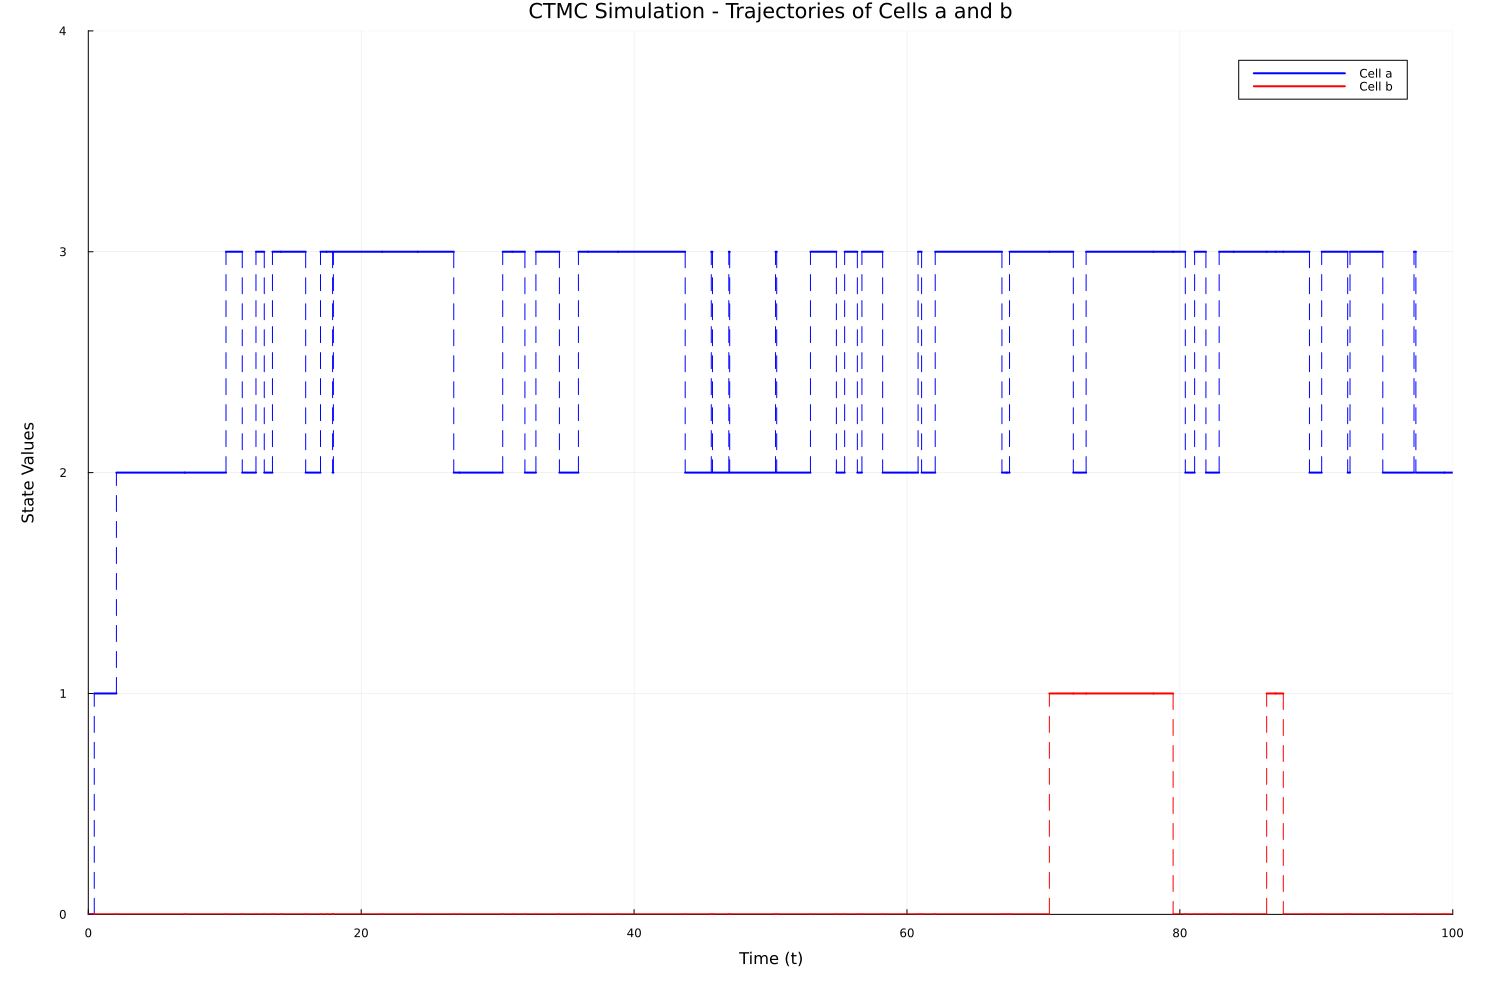 CTMC Simulation - Trajectories of Cells a and b
4
Cell a
Cell b
3
State Values
2
1
0
0 20 40 60 80 100
Time (t)